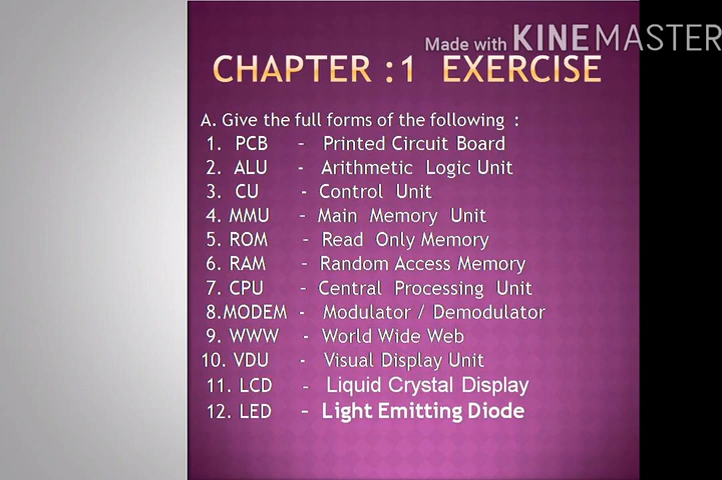 Made with KINEMASTER
CHAPTER :1 EXERCISE
A. Give the full forms of the following :
1. PCB – Printed Circuit Board
2. ALU - Arithmetic Logic Unit
3. CU - Control Unit
4. MMU – Main Memory Unit
5. ROM – Read Only Memory
6. RAM – Random Access Memory
7. CPU – Central Processing Unit
8.MODEM - Modulator / Demodulator
9. WWW - World Wide Web
10. VDU - Visual Display Unit
11. LCD - Liquid Crystal Display
12. LED – Light Emitting Diode